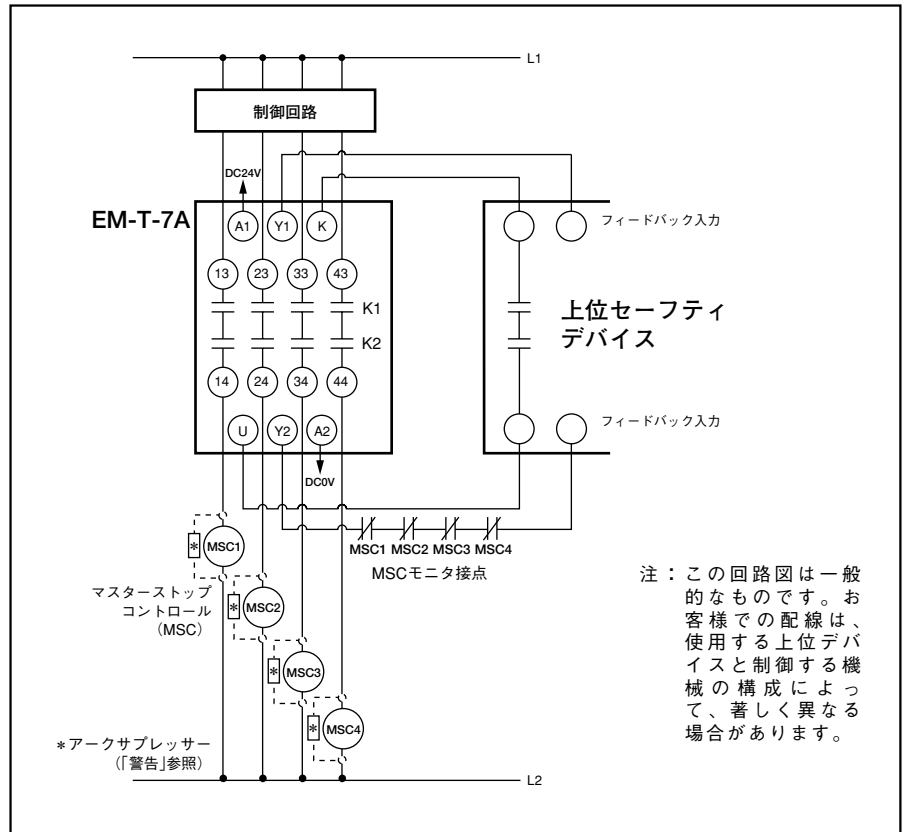 L1
制御回路
DC24V
EM-T-7A
A1 Y1 K
フィードバック入力
13 23 33 43
K1
K2
上位セーフティ
デバイス
14 24 34 44
U Y2 A2
フィードバック入力
DC0V
MSC1 MSC2 MSC3 MSC4
MSCモニタ接点
* MSC1
マスターストップ
コントロール
（MSC）
* MSC2
* MSC3
* MSC4
注：この回路図は一般
的なものです。お
客様での配線は、
使用する上位デバ
イスと制御する機
械の構成によっ
て、著しく異なる
場合があります。
*アークサプレッサー
（「警告」参照）
L2